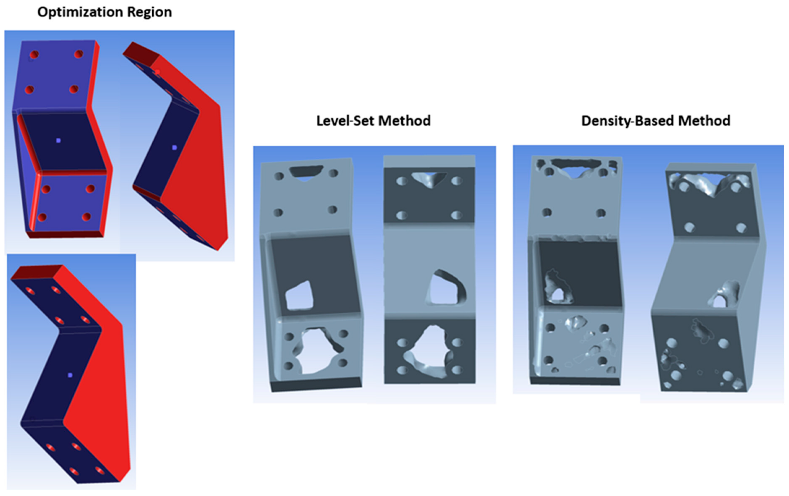 Optimization Region
Level-Set Method
Density-Based Method